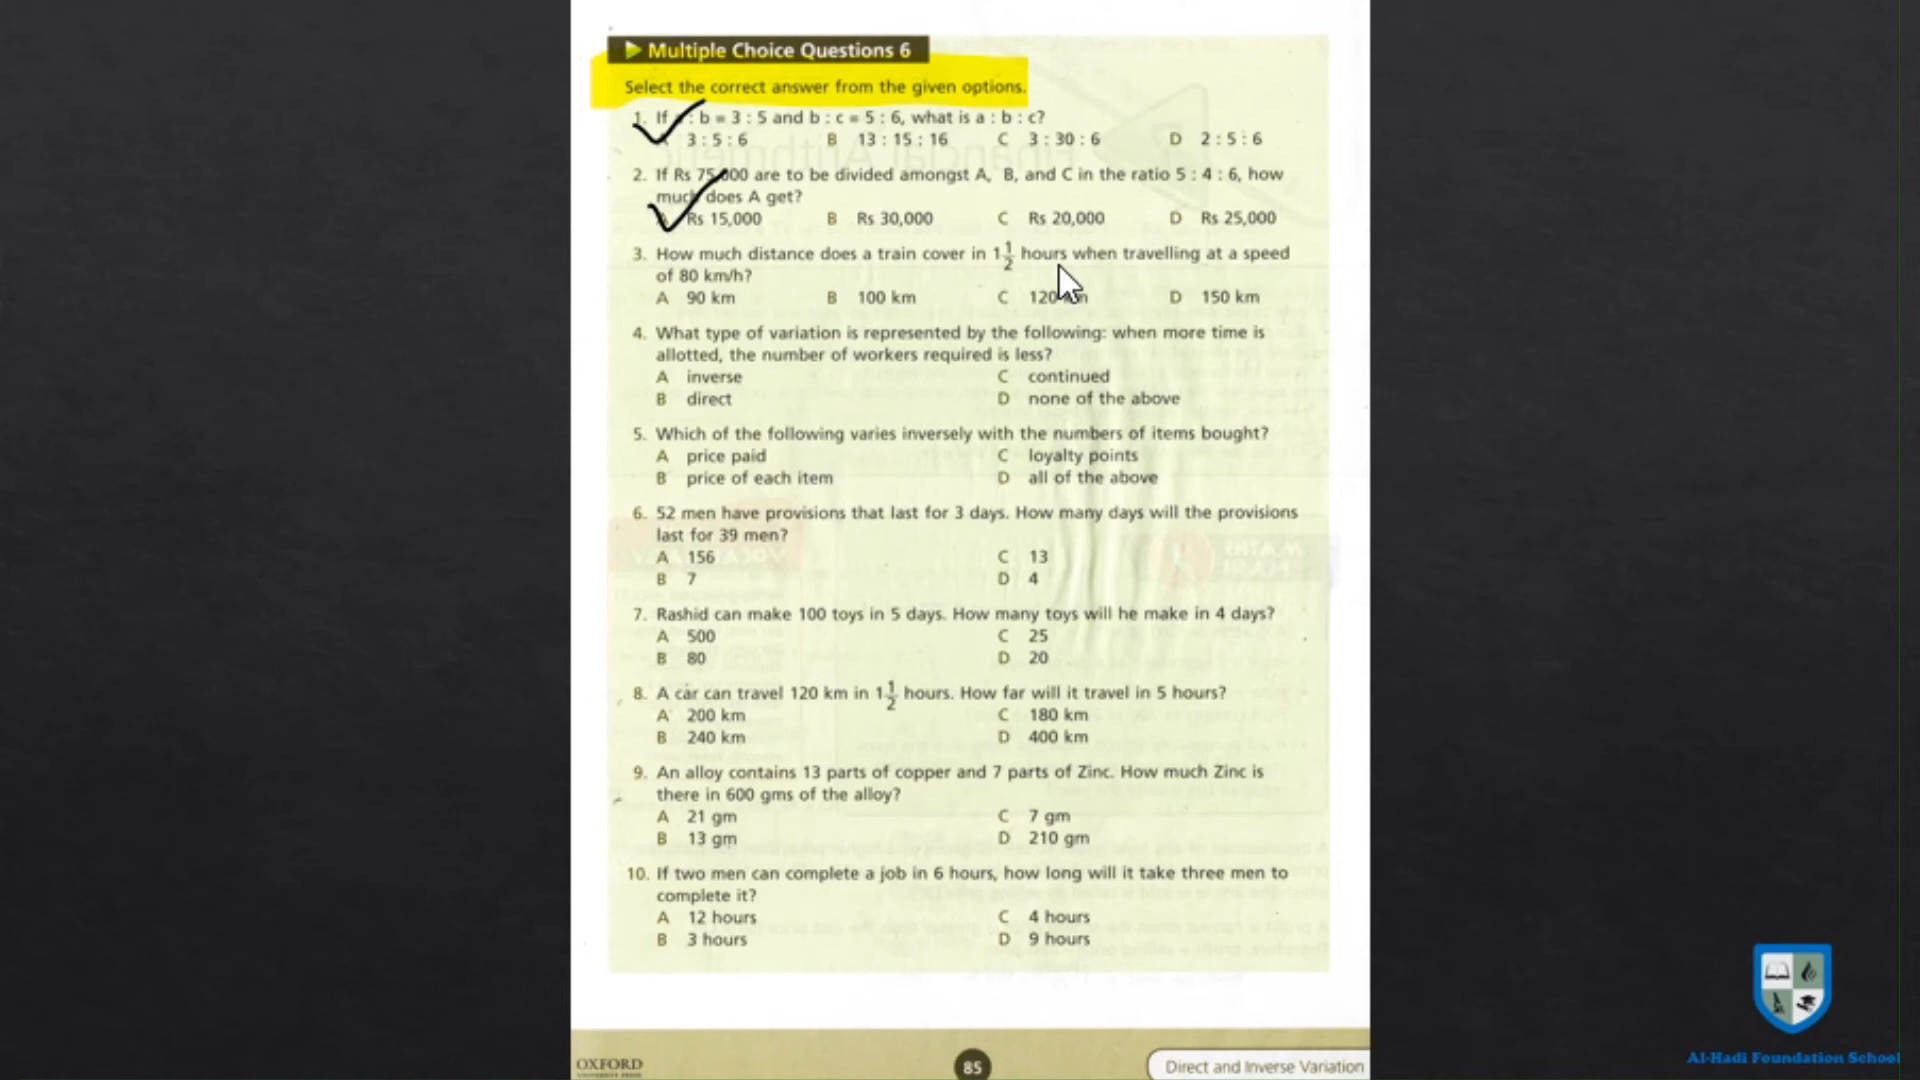 Multiple Choice Questions 6
Select the correct answer from the given options.
1. If : b = 3 : 5 and b : c = 5 : 6, what is a : b : c?
3 : 5 : 6 B 13 : 15 : 16 C 3 : 30 : 6 D 2 : 5 : 6
2. If Rs 75,000 are to be divided amongst A, B, and C in the ratio 5 : 4 : 6, how
much does A get?
Rs 15,000 B Rs 30,000 C Rs 20,000 D Rs 25,000
3. How much distance does a train cover in 1 1/2 hours when travelling at a speed
of 80 km/h?
A 90 km B 100 km C 120 km D 150 km
4. What type of variation is represented by the following: when more time is
allotted, the number of workers required is less?
A inverse C continued
B direct D none of the above
5. Which of the following varies inversely with the numbers of items bought?
A price paid C loyalty points
B price of each item D all of the above
6. 52 men have provisions that last for 3 days. How many days will the provisions
last for 39 men?
A 156 C 13
B 7 D 4
7. Rashid can make 100 toys in 5 days. How many toys will he make in 4 days?
A 500 C 25
B 80 D 20
8. A car can travel 120 km in 1 1/2 hours. How far will it travel in 5 hours?
A 200 km C 180 km
B 240 km D 400 km
9. An alloy contains 13 parts of copper and 7 parts of Zinc. How much Zinc is
there in 600 gms of the alloy?
A 21 gm C 7 gm
B 13 gm D 210 gm
10. If two men can complete a job in 6 hours, how long will it take three men to
complete it?
A 12 hours C 4 hours
B 3 hours D 9 hours
OXFORD
UNIVERSITY PRESS
85
Direct and Inverse Variation
Al-Hadi Foundation School